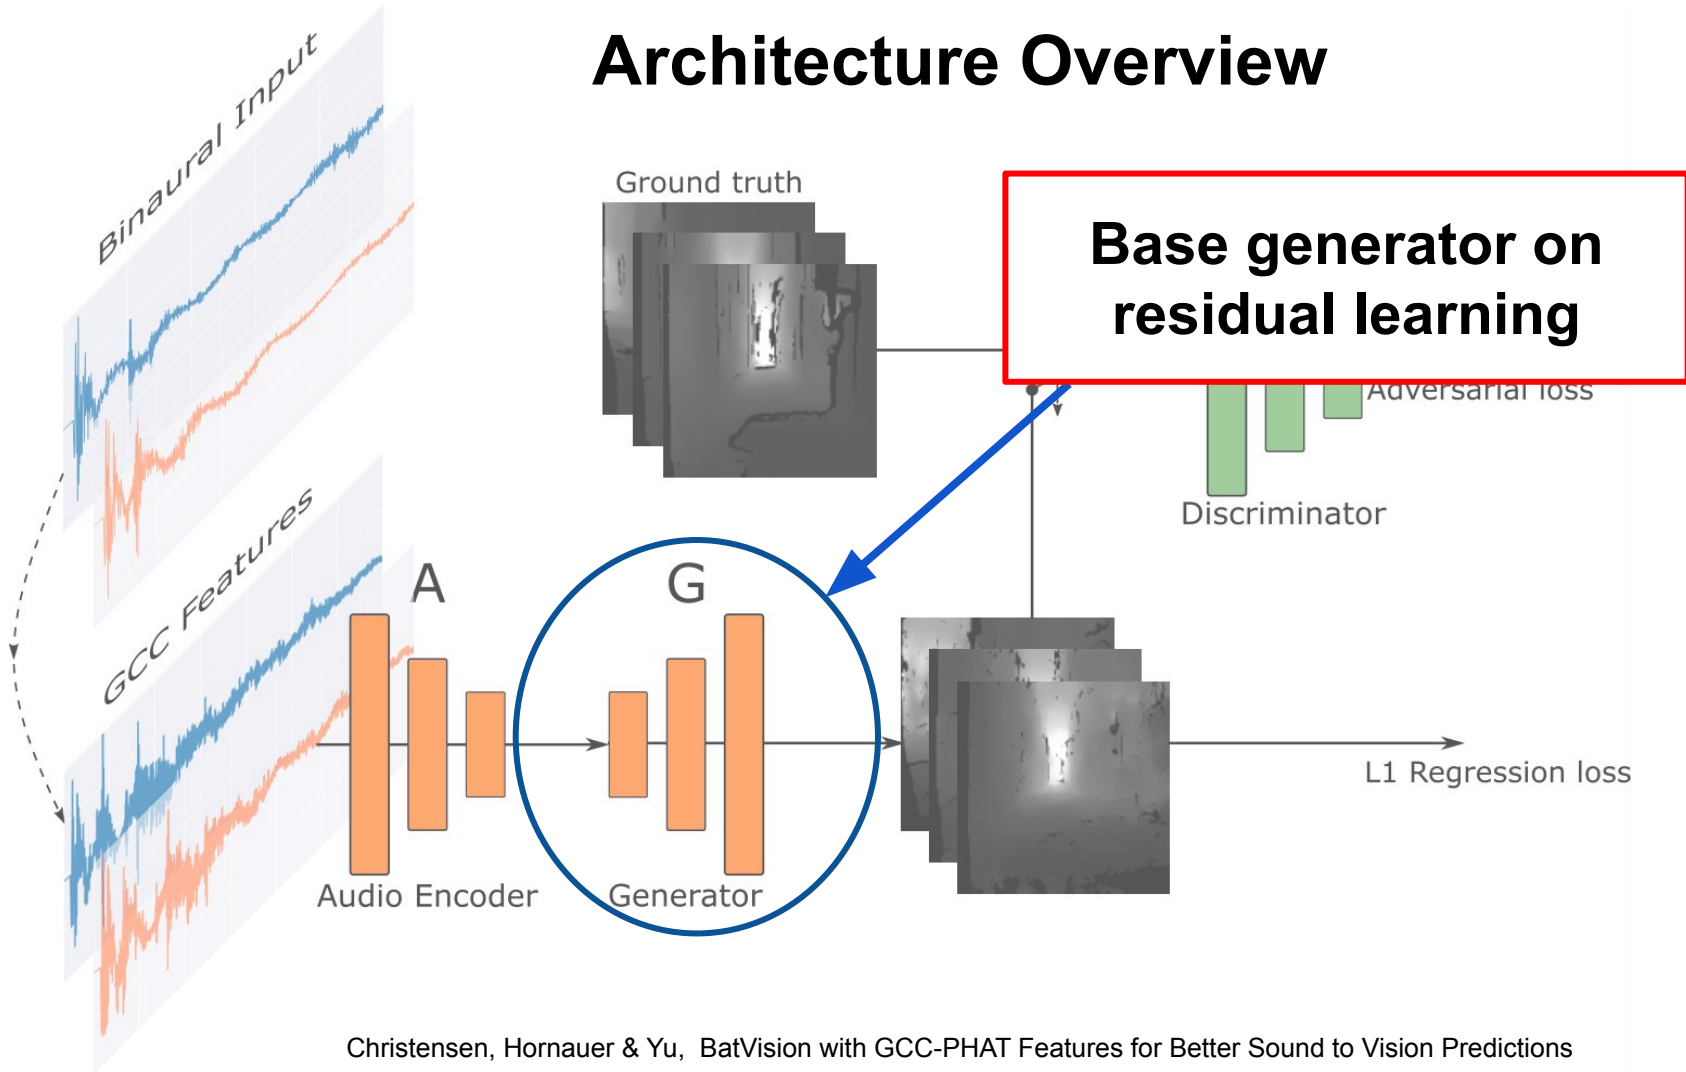 Architecture Overview
Binaural Input
Ground truth
Base generator on
residual learning
Adversarial loss
Discriminator
GCC Features
A
G
Audio Encoder
Generator
L1 Regression loss
Christensen, Hornauer & Yu, BatVision with GCC-PHAT Features for Better Sound to Vision Predictions